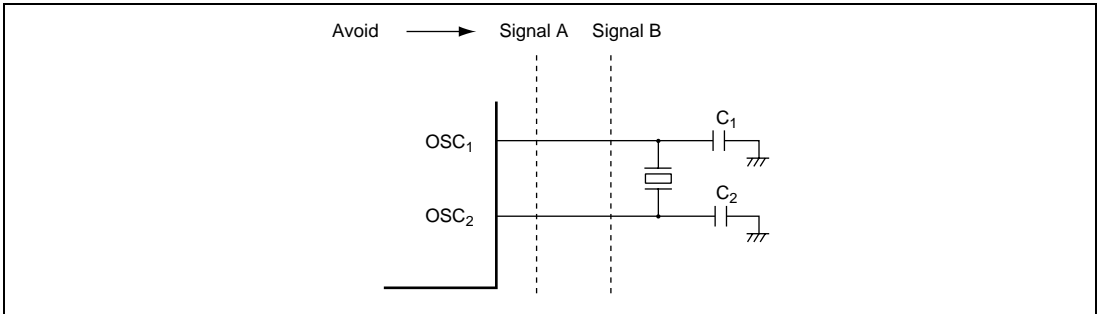 Avoid Signal A Signal B
C₁
OSC₁
C₂
OSC₂